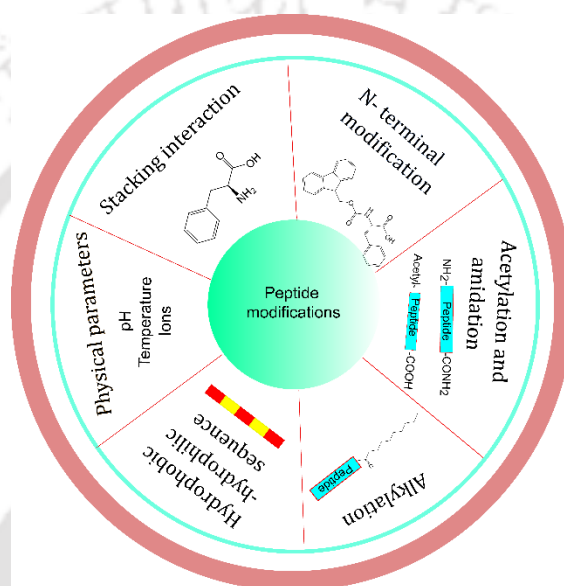 Peptide
modifications
Stacking interaction
OH
O
NH2
N- terminal
modification
O
O
N
H
O
OH
Acetylation and
amidation
Acetyl-
Peptide
-COOH
NH2-
Peptide
-CONH2
Alkylation
Peptide
Hydrophobic
-hydrophilic
sequence
Physical parameters
pH
Temperature
Ions